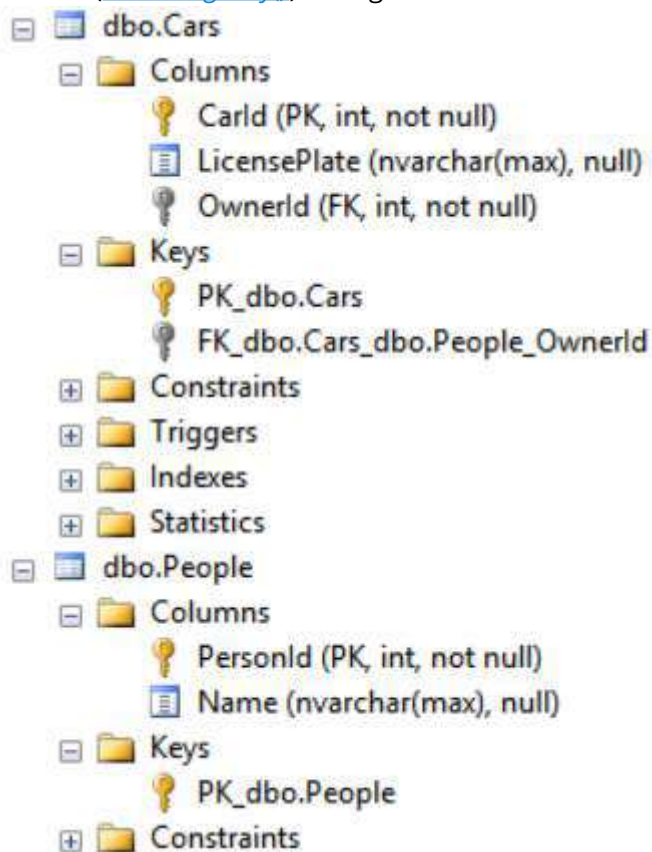 dbo.Cars
Columns
CarId (PK, int, not null)
LicensePlate (nvarchar(max), null)
OwnerId (FK, int, not null)
Keys
PK_dbo.Cars
FK_dbo.Cars_dbo.People_OwnerId
Constraints
Triggers
Indexes
Statistics
dbo.People
Columns
PersonId (PK, int, not null)
Name (nvarchar(max), null)
Keys
PK_dbo.People
Constraints